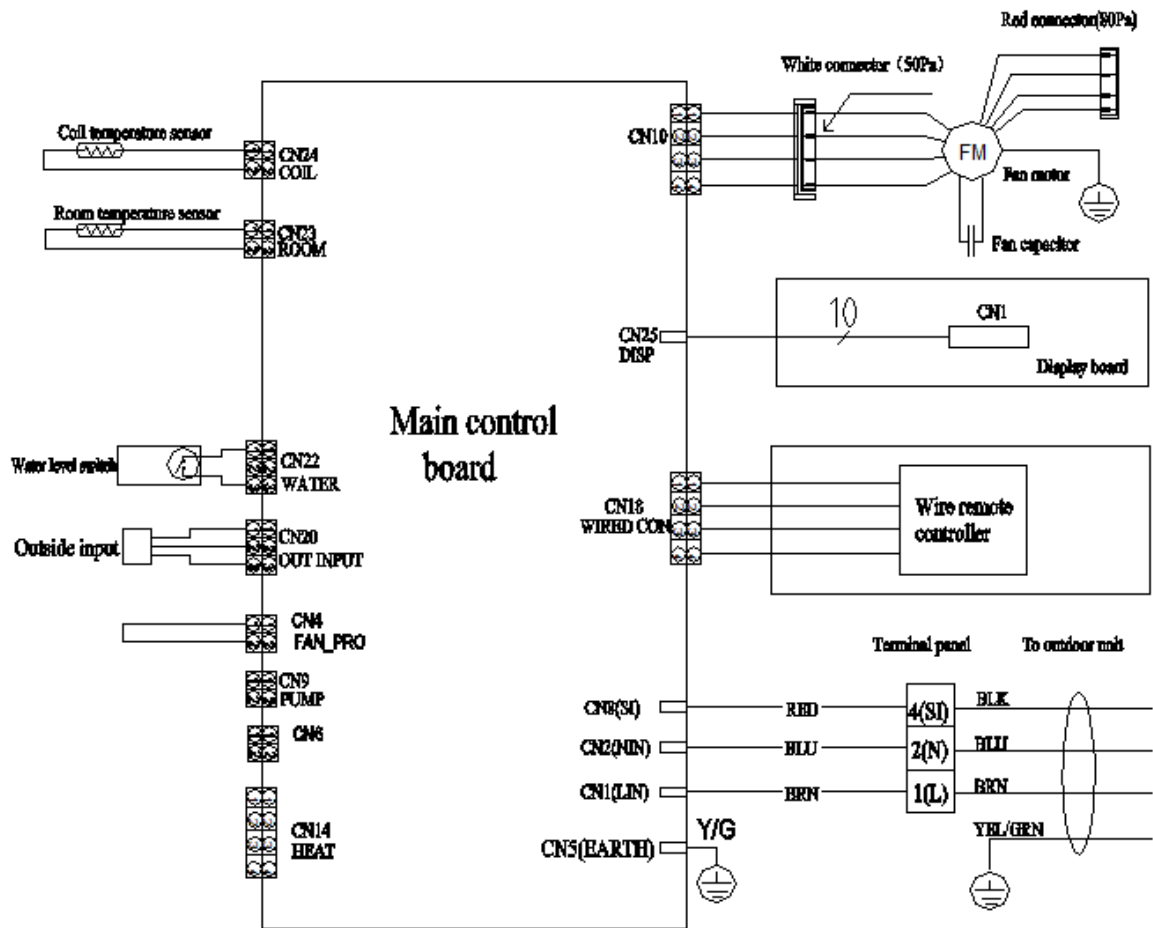 Red connector(80Pa)
White connector（50Pa）
Coil temperature sensor
CN24
COIL
CN10
FM
Fan motor
Room temperature sensor
CN23
ROOM
Fan capacitor
CN25
DISP
10
CN1
Display board
Main control
board
Water level switch
CN22
WATER
CN18
WIRED CON
Wire remote
controller
Outside input
CN20
OUT INPUT
CN4
FAN_PRO
Terminal panel
To outdoor unit
CN9
PUMP
CN8(SI)
RED
4(SI)
BLK
CN6
CN2(NIN)
BLU
2(N)
BLU
CN1(LIN)
BRN
1(L)
BRN
CN14
HEAT
CN5(EARTH)
Y/G
YEL/GRN